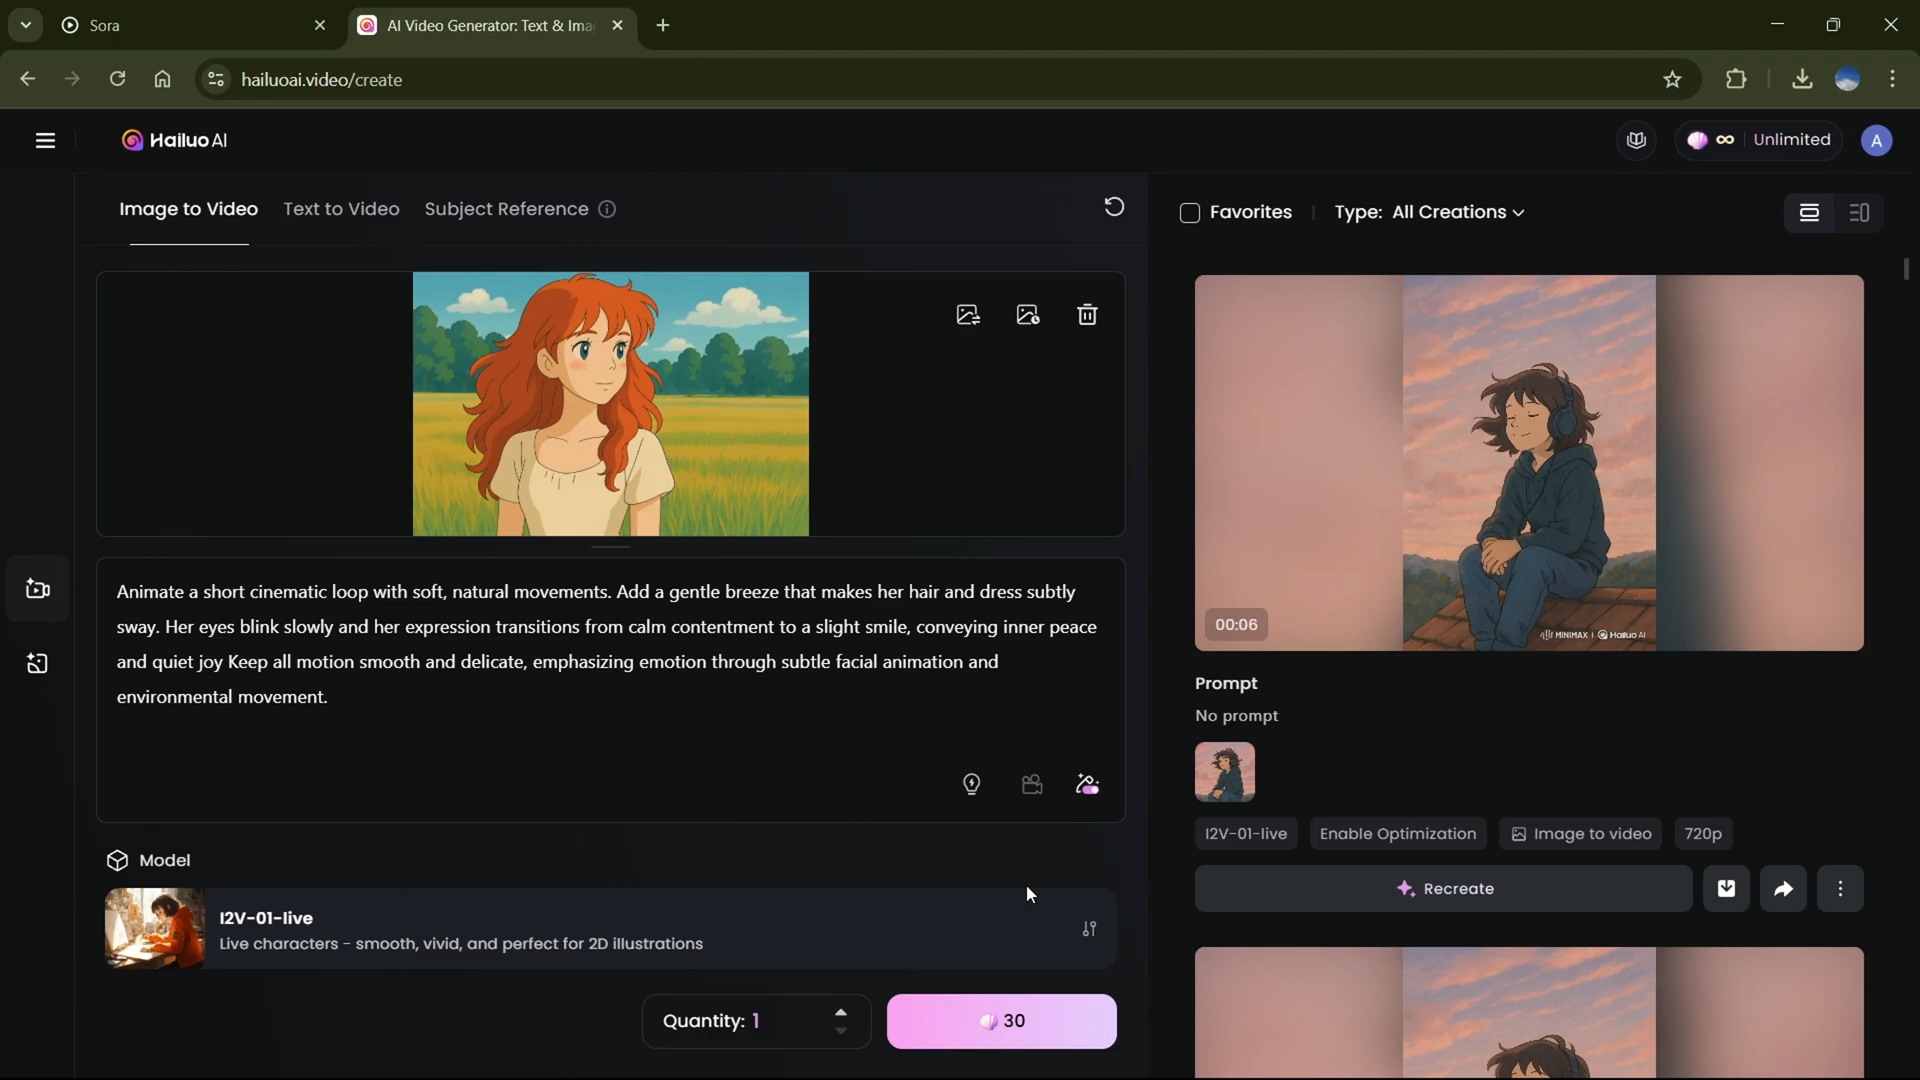 Sora
AI Video Generator: Text & Ima
hailuoai.video/create
Hailuo AI
Unlimited
A
Image to Video
Text to Video
Subject Reference
Favorites
Type: All Creations
Animate a short cinematic loop with soft, natural movements. Add a gentle breeze that makes her hair and dress subtly
sway. Her eyes blink slowly and her expression transitions from calm contentment to a slight smile, conveying inner peace
and quiet joy Keep all motion smooth and delicate, emphasizing emotion through subtle facial animation and
environmental movement.
00:06
MINIMAX | Hailuo AI
Prompt
No prompt
I2V-01-live
Enable Optimization
Image to video
720p
Recreate
Model
I2V-01-live
Live characters - smooth, vivid, and perfect for 2D illustrations
Quantity: 1
30